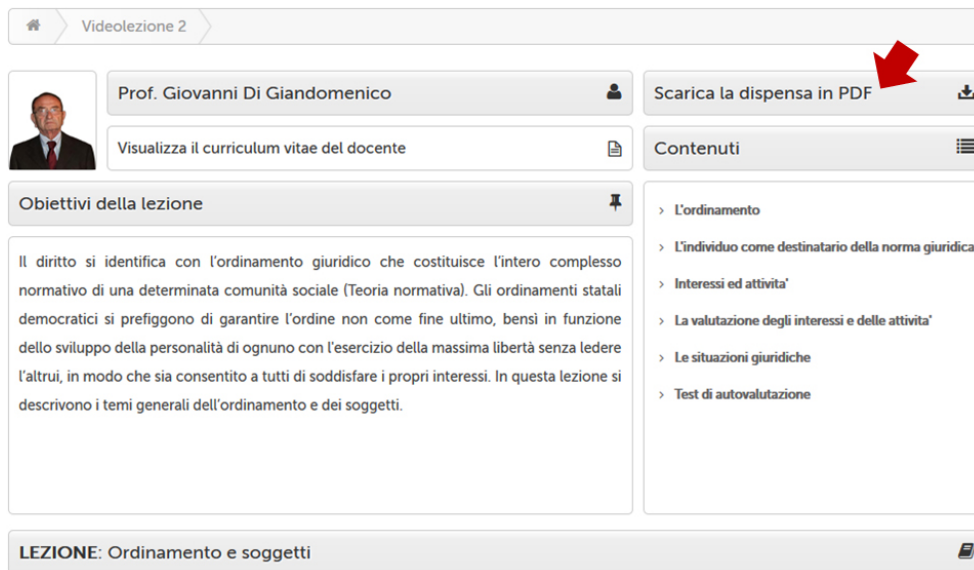 Videolezione 2
Prof. Giovanni Di Giandomenico
Visualizza il curriculum vitae del docente
Scarica la dispensa in PDF
Contenuti
Obiettivi della lezione
Il diritto si identifica con l'ordinamento giuridico che costituisce l'intero complesso
normativo di una determinata comunità sociale (Teoria normativa). Gli ordinamenti statali
democratici si prefiggono di garantire l'ordine non come fine ultimo, bensì in funzione
dello sviluppo della personalità di ognuno con l'esercizio della massima libertà senza ledere
l'altrui, in modo che sia consentito a tutti di soddisfare i propri interessi. In questa lezione si
descrivono i temi generali dell'ordinamento e dei soggetti.
> L'ordinamento
> L'individuo come destinatario della norma giuridica
> Interessi ed attivita'
> La valutazione degli interessi e delle attivita'
> Le situazioni giuridiche
> Test di autovalutazione
LEZIONE: Ordinamento e soggetti